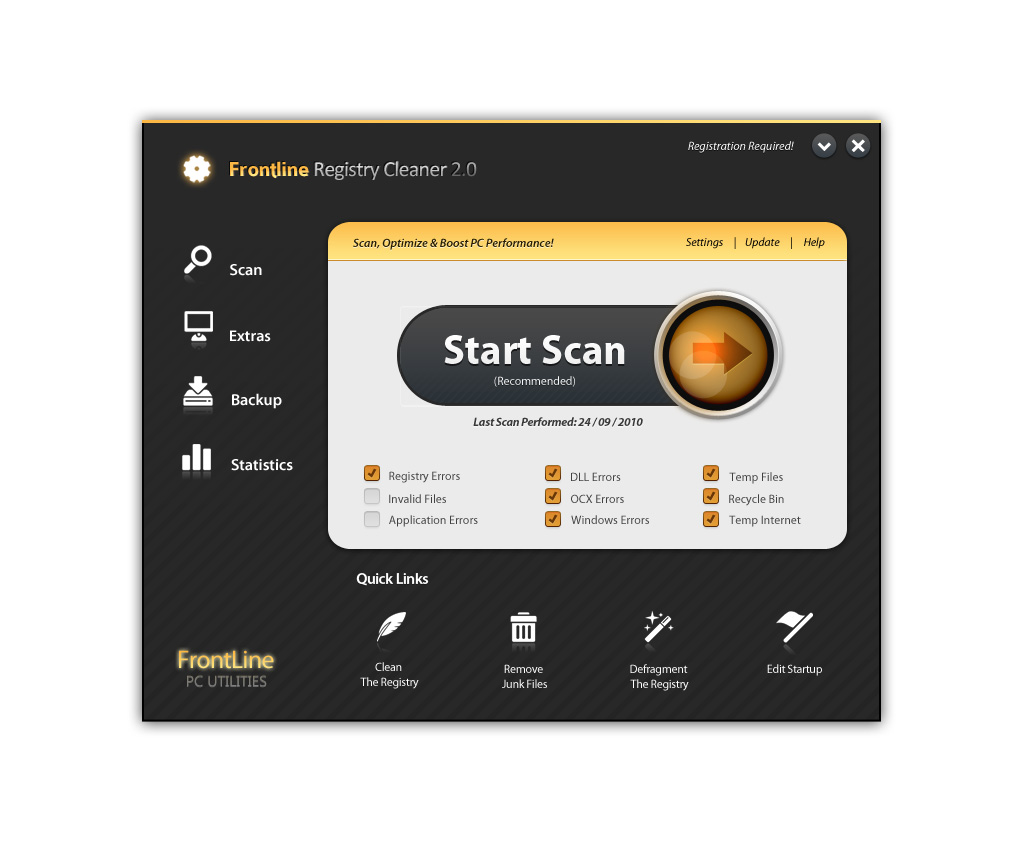 Registration Required!
Frontline Registry Cleaner 2.0
Scan, Optimize & Boost PC Performance!
Settings | Update | Help
Scan
Extras
Backup
Statistics
Start Scan
(Recommended)
Last Scan Performed: 24 / 09 / 2010
Registry Errors DLL Errors Temp Files
Invalid Files OCX Errors Recycle Bin
Application Errors Windows Errors Temp Internet
Quick Links
Clean
The Registry
Remove
Junk Files
Defragment
The Registry
Edit Startup
FrontLine
PC UTILITIES